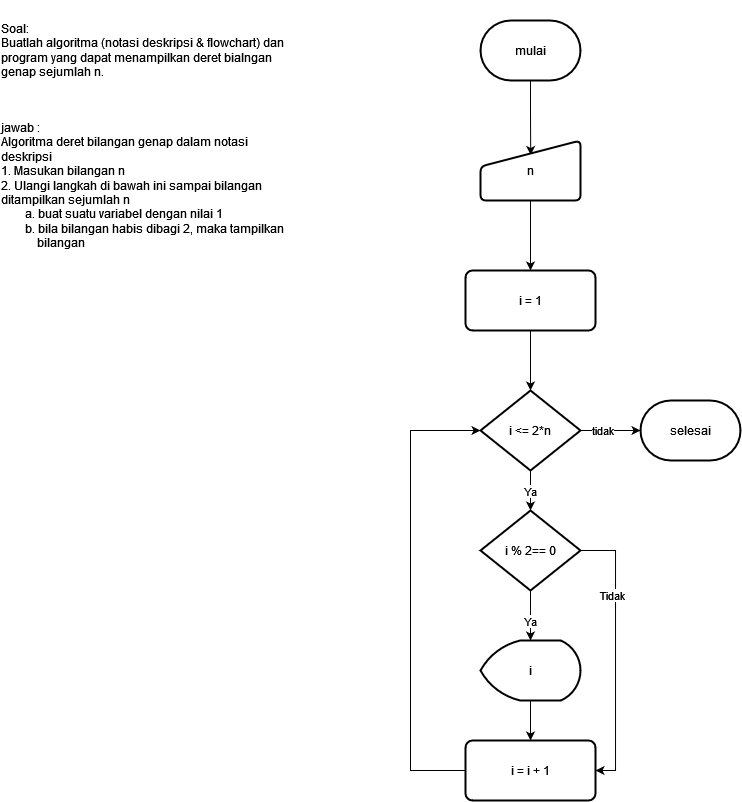 Soal:
Buatlah algoritma (notasi deskripsi & flowchart) dan
program yang dapat menampilkan deret bialngan
genap sejumlah n.
jawab :
Algoritma deret bilangan genap dalam notasi
deskripsi
1. Masukan bilangan n
2. Ulangi langkah di bawah ini sampai bilangan
ditampilkan sejumlah n
a. buat suatu variabel dengan nilai 1
b. bila bilangan habis dibagi 2, maka tampilkan
bilangan
mulai
n
i = 1
i <= 2*n
tidak
selesai
Ya
i % 2== 0
Tidak
Ya
i
i = i + 1